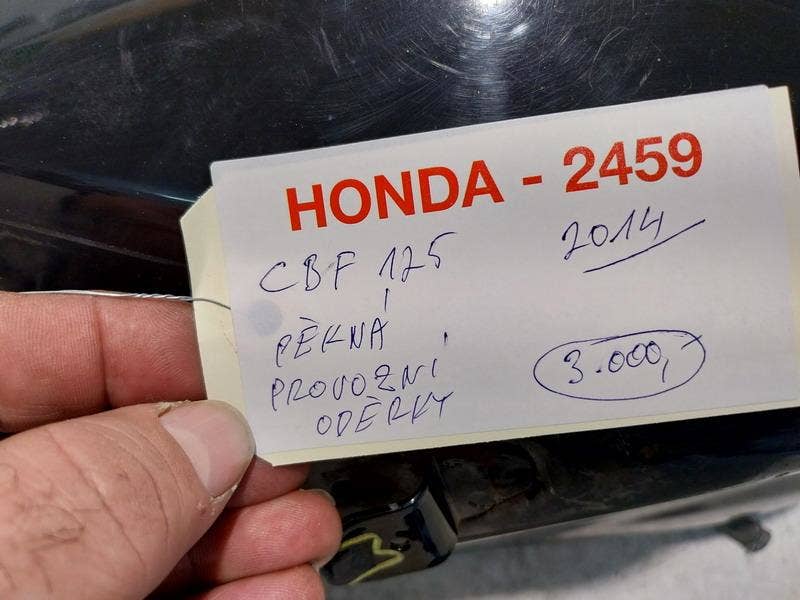 HONDA - 2459
CBF 125 2014
PĚKNÁ
PROVOZNÍ 3.000,-
ODĚRKY